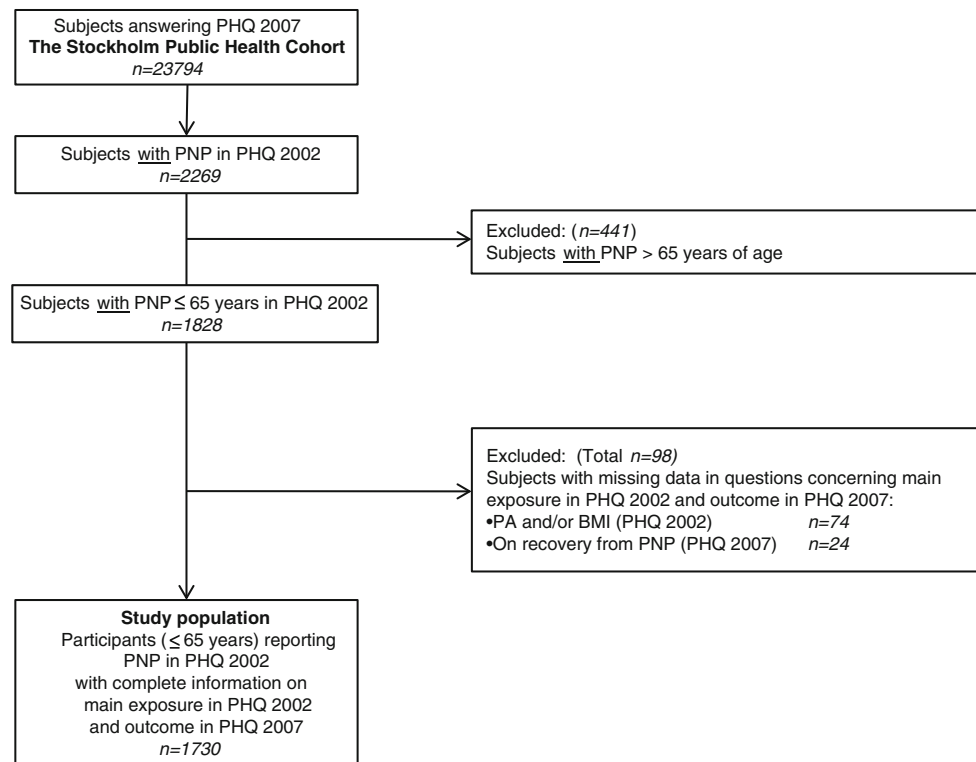 Subjects answering PHQ 2007
The Stockholm Public Health Cohort
n=23794
Subjects with PNP in PHQ 2002
n=2269
Excluded: (n=441)
Subjects with PNP > 65 years of age
Subjects with PNP ≤ 65 years in PHQ 2002
n=1828
Excluded: (Total n=98)
Subjects with missing data in questions concerning main
exposure in PHQ 2002 and outcome in PHQ 2007:
•PA and/or BMI (PHQ 2002) n=74
•On recovery from PNP (PHQ 2007) n=24
Study population
Participants (≤ 65 years) reporting
PNP in PHQ 2002
with complete information on
main exposure in PHQ 2002
and outcome in PHQ 2007
n=1730